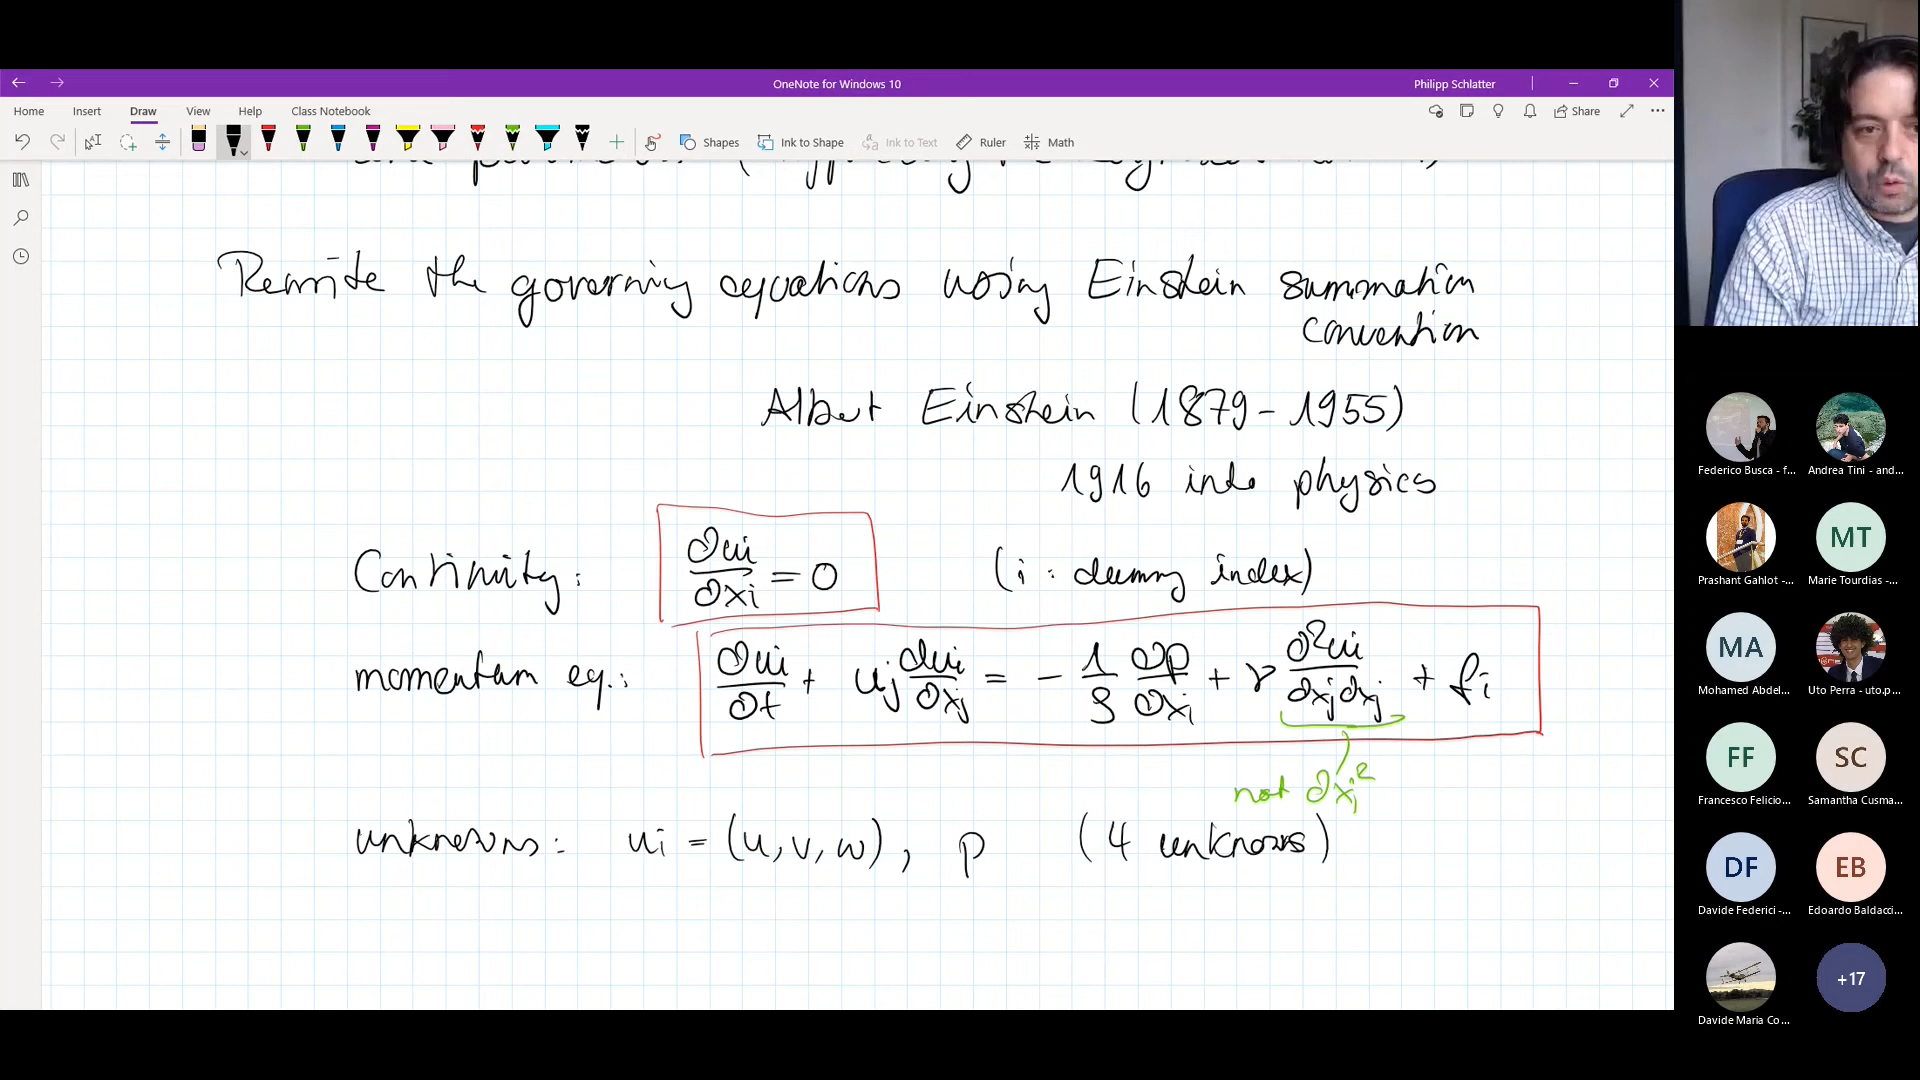 OneNote for Windows 10
Philipp Schlatter
Home Insert Draw View Help Class Notebook
Share
Shapes Ink to Shape Ink to Text Ruler Math
Rewrite the governing equations using Einstein summation
convention
Albert Einstein (1879-1955)
1916 into physics
Continuity: ∂ui/∂xi = 0 (i: dummy index)
momentum eq.: ∂ui/∂t + uj ∂ui/∂xj = - 1/ρ ∂p/∂xi + ν ∂²ui/∂xj∂xj + fi
not ∂xj²
unknowns: ui = (u, v, w), p (4 unknowns)
Federico Busca - f...
Andrea Tini - and...
Prashant Gahlot -...
MT
Marie Tourdias -...
MA
Mohamed Abdel...
Uto Perra - uto.p...
FF
Francesco Felicio...
SC
Samantha Cusma...
DF
Davide Federici -...
EB
Edoardo Baldacci...
Davide Maria Co...
+17